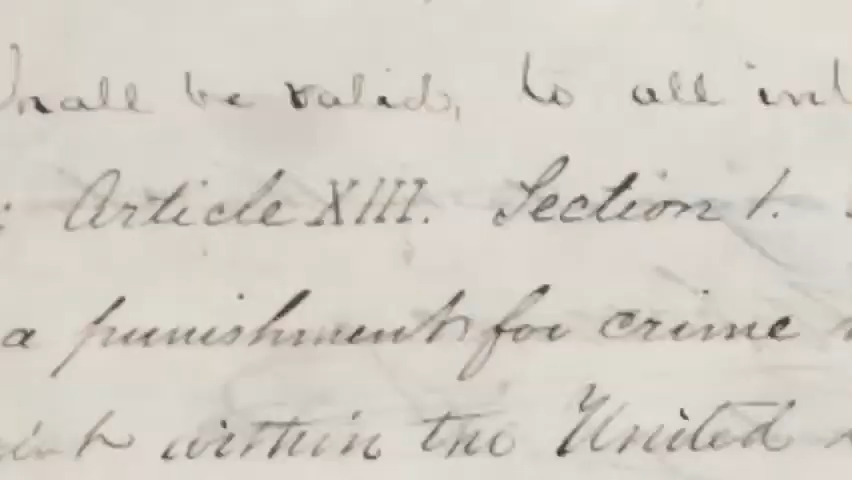 shall be valid, to all int
: Article XIII. Section 1.
a punishment for crime
within the United